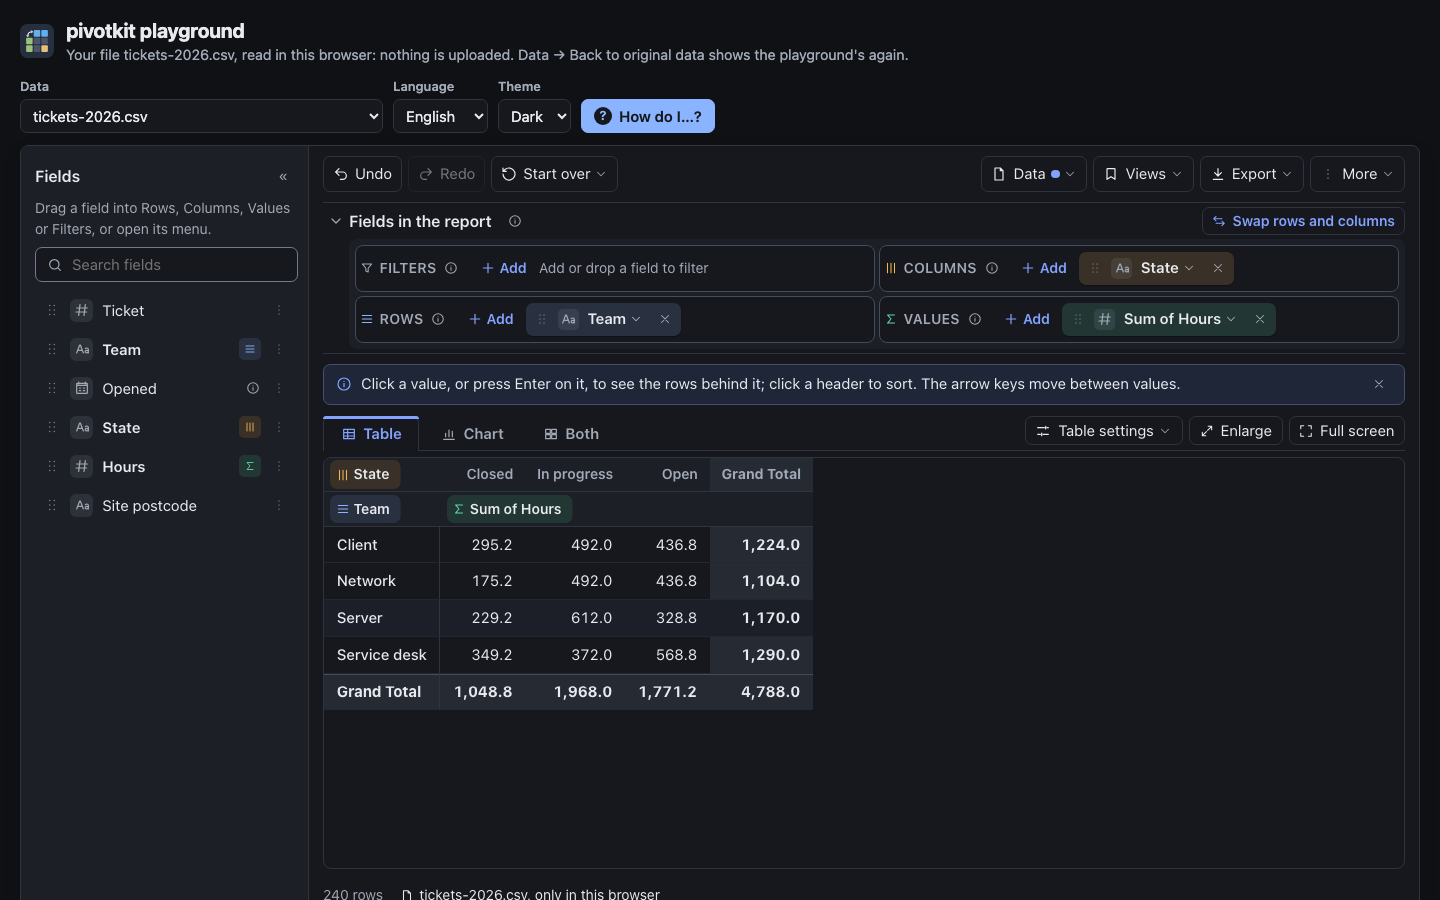 pivotkit playground
Your file tickets-2026.csv, read in this browser: nothing is uploaded. Data → Back to original data shows the playground's again.
Data Language Theme
tickets-2026.csv English Dark ? How do I...?
Fields «
Drag a field into Rows, Columns, Values
or Filters, or open its menu.
Search fields
# Ticket
Aa Team
Opened
Aa State
# Hours Σ
Aa Site postcode
Undo Redo Start over Data Views Export More
Fields in the report Swap rows and columns
FILTERS + Add Add or drop a field to filter
COLUMNS + Add Aa State ×
ROWS + Add Aa Team ×
Σ VALUES + Add # Sum of Hours ×
Click a value, or press Enter on it, to see the rows behind it; click a header to sort. The arrow keys move between values. ×
Table Chart Both Table settings Enlarge Full screen
State Closed In progress Open Grand Total
Team Σ Sum of Hours
Client 295.2 492.0 436.8 1,224.0
Network 175.2 492.0 436.8 1,104.0
Server 229.2 612.0 328.8 1,170.0
Service desk 349.2 372.0 568.8 1,290.0
Grand Total 1,048.8 1,968.0 1,771.2 4,788.0
240 rows tickets-2026.csv, only in this browser